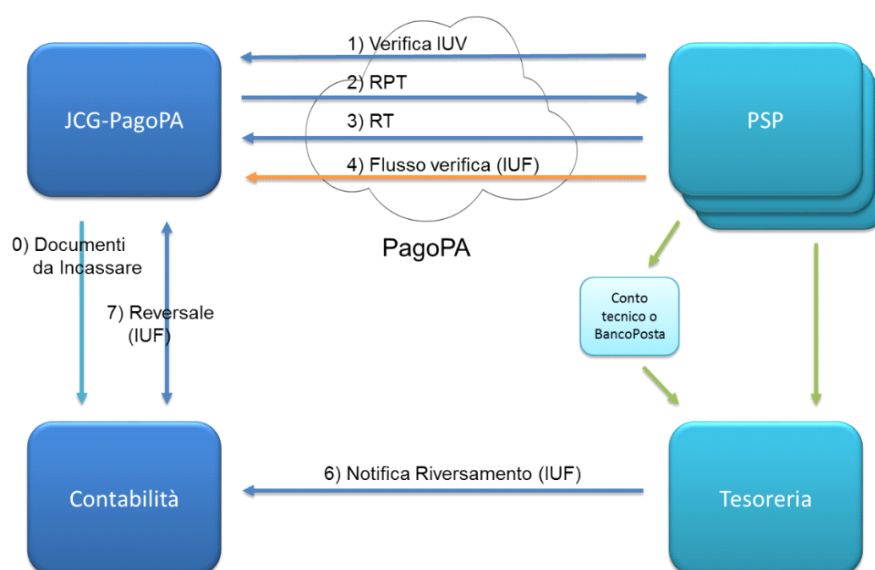 1) Verifica IUV
2) RPT
JCG-PagoPA
PSP
3) RT
4) Flusso verifica (IUF)
PagoPA
0) Documenti
da Incassare
7) Reversale
(IUF)
Conto
tecnico o
BancoPosta
6) Notifica Riversamento (IUF)
Contabilità
Tesoreria